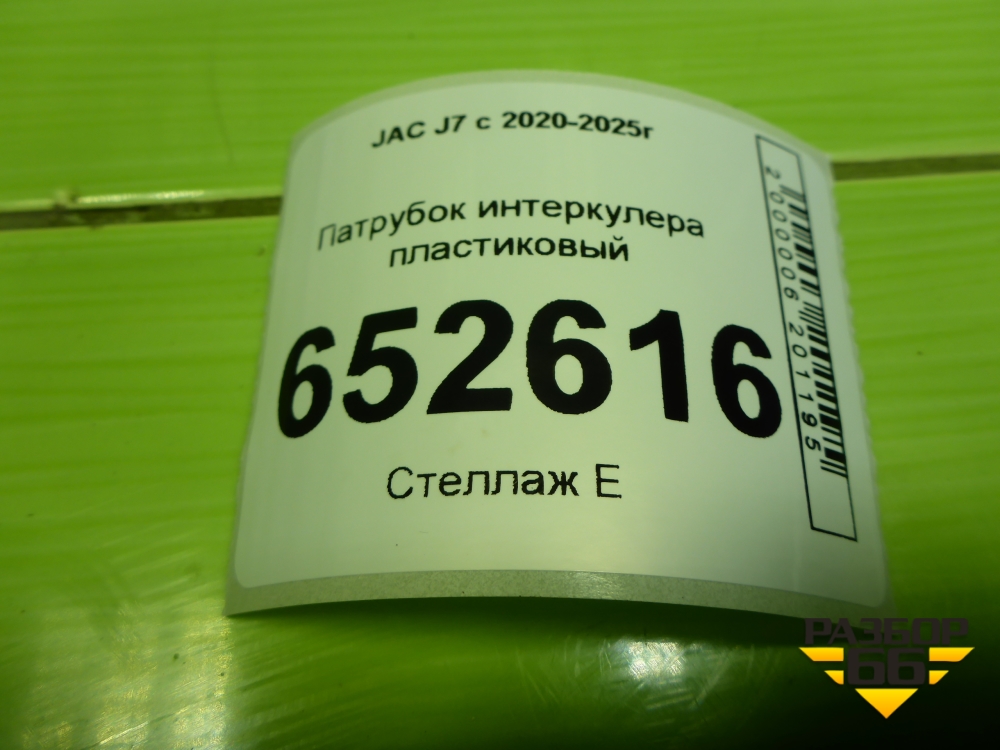 JAC J7 с 2020-2025г
Патрубок интеркулера
пластиковый
652616
Стеллаж Е
2000006201195
РАЗБОР
66